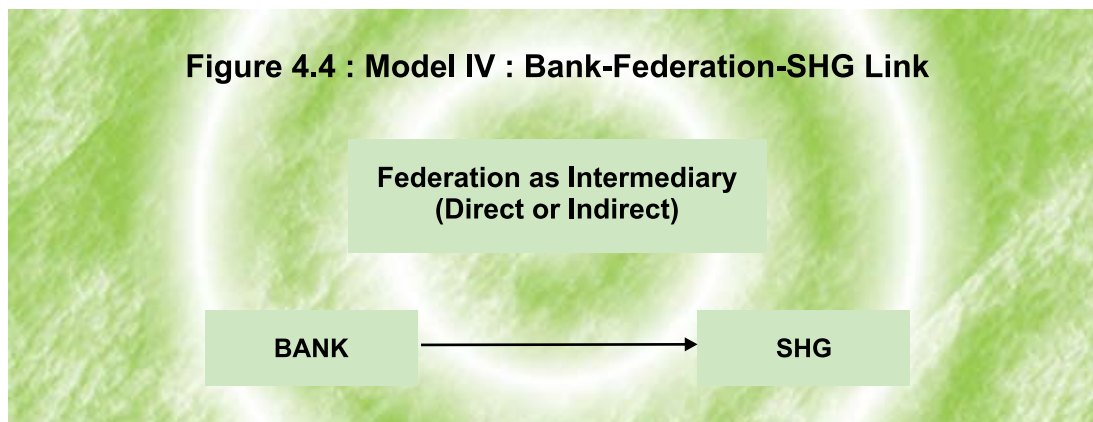 Figure 4.4 : Model IV : Bank-Federation-SHG Link
Federation as Intermediary
(Direct or Indirect)
BANK
SHG